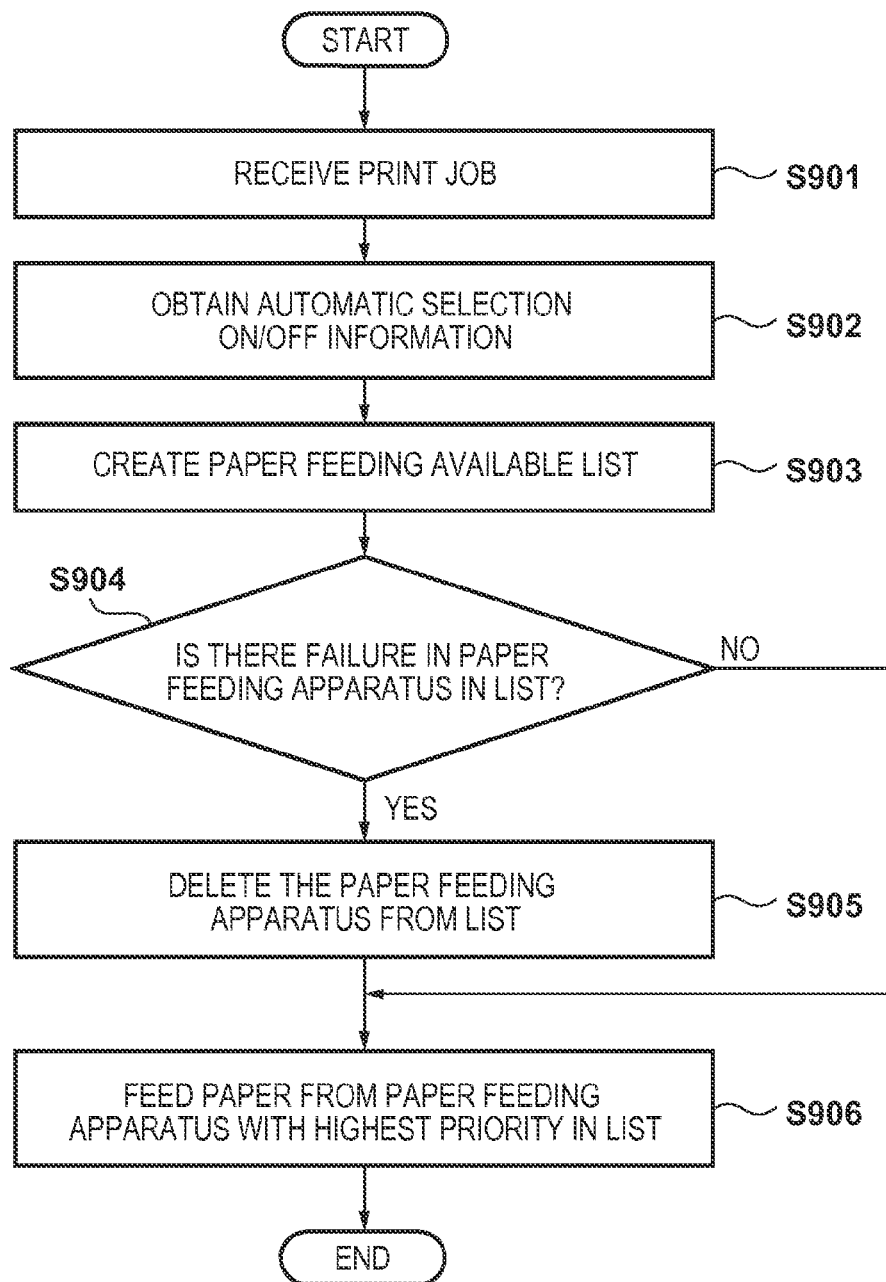 START
RECEIVE PRINT JOB
S901
OBTAIN AUTOMATIC SELECTION
ON/OFF INFORMATION
S902
CREATE PAPER FEEDING AVAILABLE LIST
S903
S904
IS THERE FAILURE IN PAPER
FEEDING APPARATUS IN LIST?
NO
YES
DELETE THE PAPER FEEDING
APPARATUS FROM LIST
S905
FEED PAPER FROM PAPER FEEDING
APPARATUS WITH HIGHEST PRIORITY IN LIST
S906
END